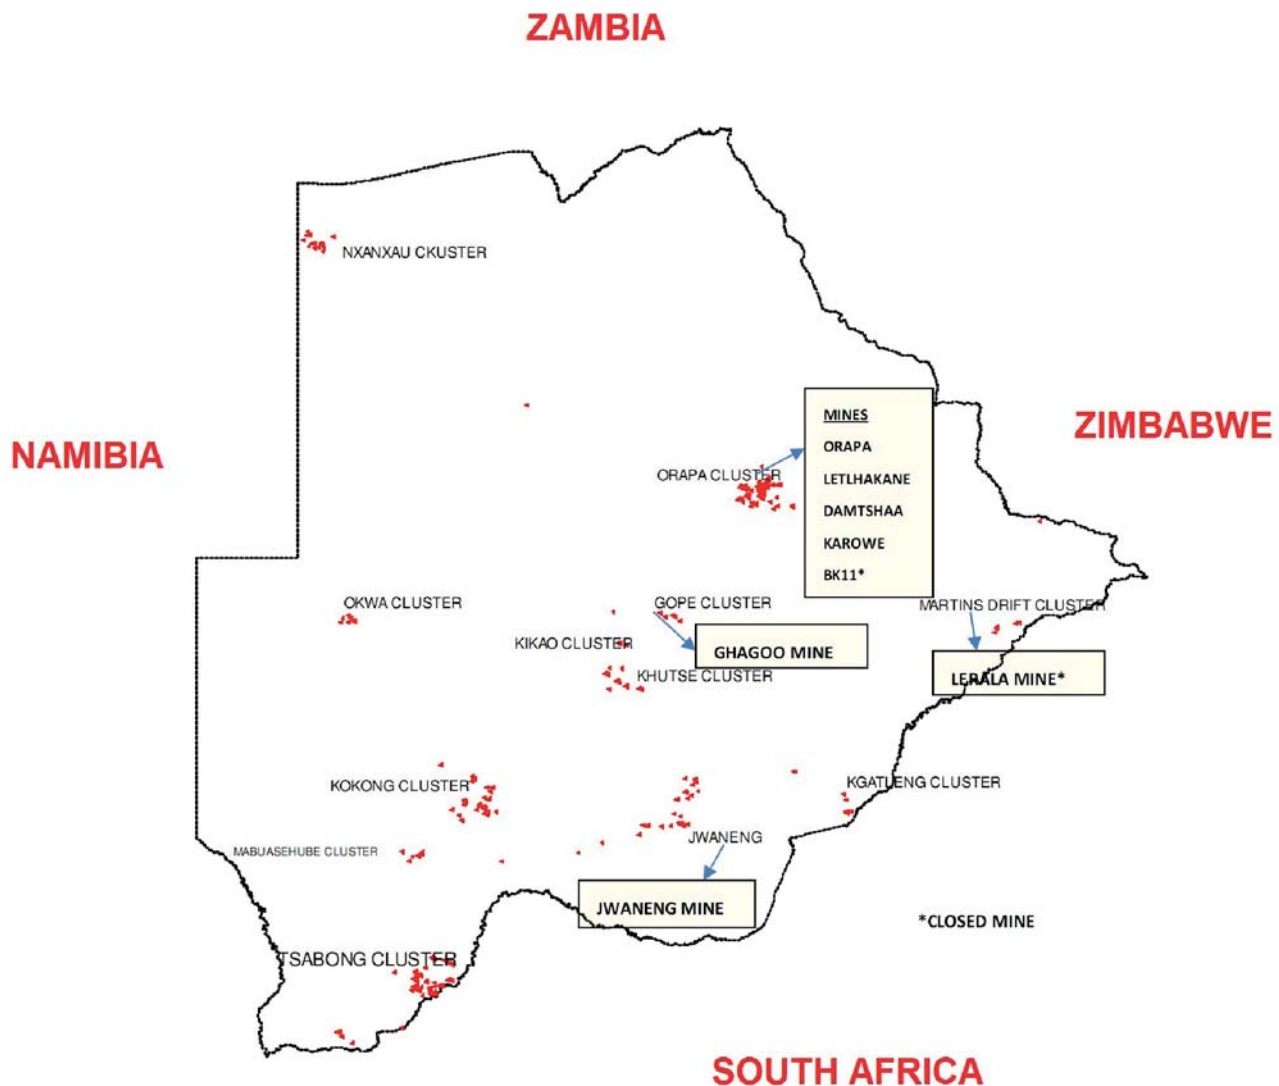 ZAMBIA
NXANXAU CKUSTER
NAMIBIA
ZIMBABWE
MINES
ORAPA
LETLHAKANE
DAMTSHAA
KAROWE
BK11*
ORAPA CLUSTER
OKWA CLUSTER
GOPE CLUSTER
MARTINS DRIFT CLUSTER
KIKAO CLUSTER
GHAGOO MINE
KHUTSE CLUSTER
LERALA MINE*
KOKONG CLUSTER
KGATLENG CLUSTER
JWANENG
MABUASEHUBE CLUSTER
JWANENG MINE
*CLOSED MINE
TSABONG CLUSTER
SOUTH AFRICA